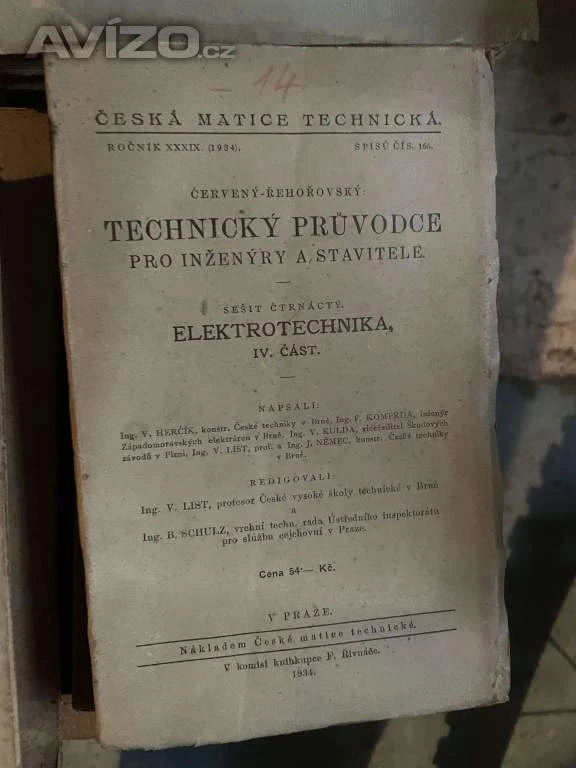 AVÍZO.cz
– 14
ČESKÁ MATICE TECHNICKÁ.
ROČNÍK XXXIX. (1934). SPISŮ ČÍS. 166.
ČERVENÝ-ŘEHOŘOVSKÝ:
TECHNICKÝ PRŮVODCE
PRO INŽENÝRY A STAVITELE.
SEŠIT ČTRNÁCTÝ.
ELEKTROTECHNIKA,
IV. ČÁST.
NAPSALI:
Ing. V. HERČÍK, konstr. České techniky v Brně, Ing. F. KOMPRDA, inženýr
Západomoravských elektráren v Brně, Ing. V. KULDA, víceředitel Škodových
závodů v Plzni, Ing. V. LIST, prof. a Ing. J. NĚMEC, konstr. České techniky
v Brně.
REDIGOVALI:
Ing. V. LIST, profesor České vysoké školy technické v Brně
a
Ing. B. SCHULZ, vrchní techn. rada Ústředního inspektorátu
pro službu cejchovní v Praze.
Cena 54·— Kč.
V PRAZE.
Nákladem České matice technické.
V komisi knihkupce F. Řivnáče.
1934.